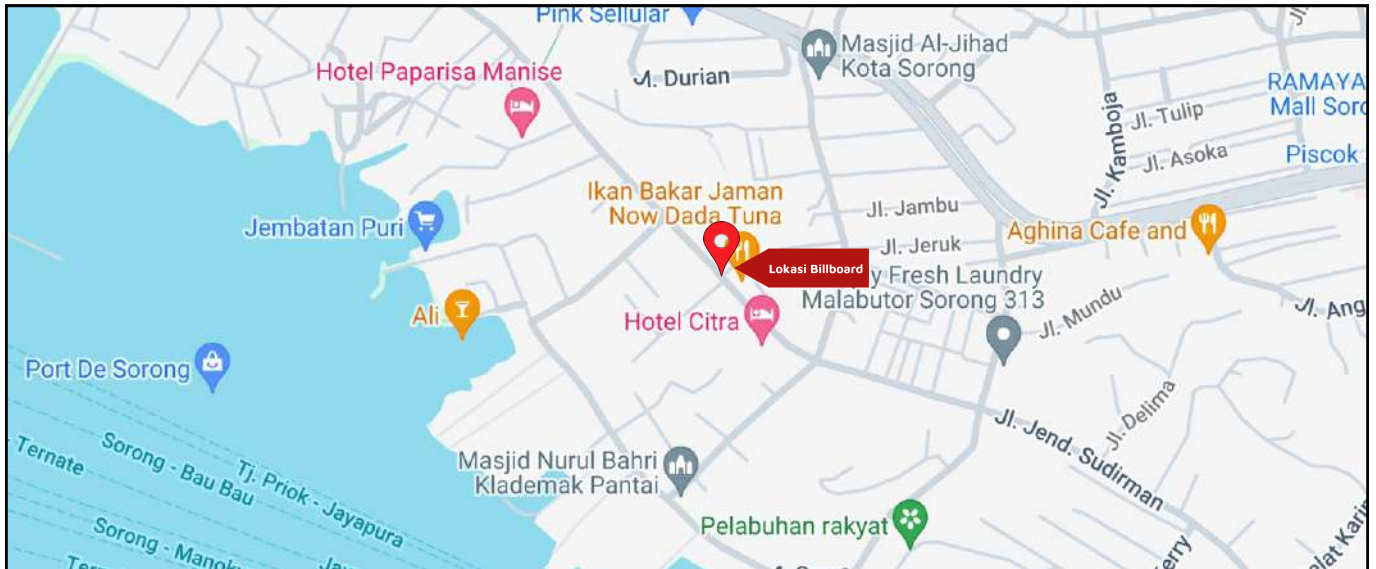 Pink Sellular
Masjid Al-Jihad
Kota Sorong
Hotel Paparisa Manise
Jl. Durian
RAMAYA
Mall Soro
Jl. Kamboja
Jl. Tulip
Jl. Asoka
Piscok
Ikan Bakar Jaman
Now Dada Tuna
Jl. Jambu
Jembatan Puri
Jl. Jeruk
Aghina Cafe and
Lokasi Billboard
y Fresh Laundry
Malabutor Sorong 313
Ali
Hotel Citra
Jl. Mundu
Jl. Ang
Port De Sorong
Jl. Delima
Jl. Jend. Sudirman
Ternate
Sorong - Bau Bau
Tj. Priok - Jayapura
Masjid Nurul Bahri
Klademak Pantai
Pelabuhan rakyat
Sorong - Manok